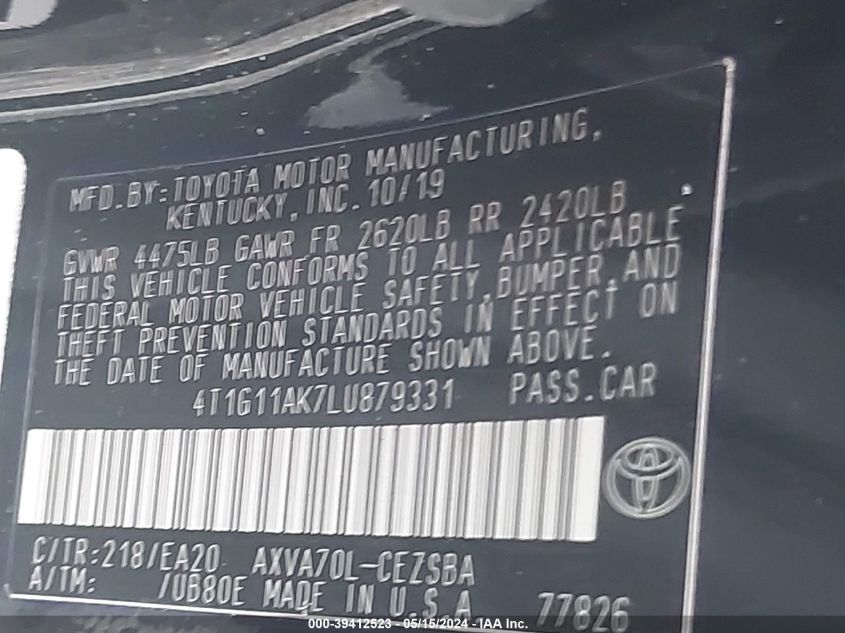 MFD.BY:TOYOTA MOTOR MANUFACTURING,
KENTUCKY, INC. 10/19
GVWR 4475LB GAWR FR 2620LB RR 2420LB
THIS VEHICLE CONFORMS TO ALL APPLICABLE
FEDERAL MOTOR VEHICLE SAFETY,BUMPER,AND
THEFT PREVENTION STANDARDS IN EFFECT ON
THE DATE OF MANUFACTURE SHOWN ABOVE.
4T1G11AK7LU879331 PASS.CAR
C/TR:218/EA20 AXVA70L-CEZSBA
A/TM: /UB80E MADE IN U.S.A 77826
000-39412523 - 05/15/2024 - IAA Inc.